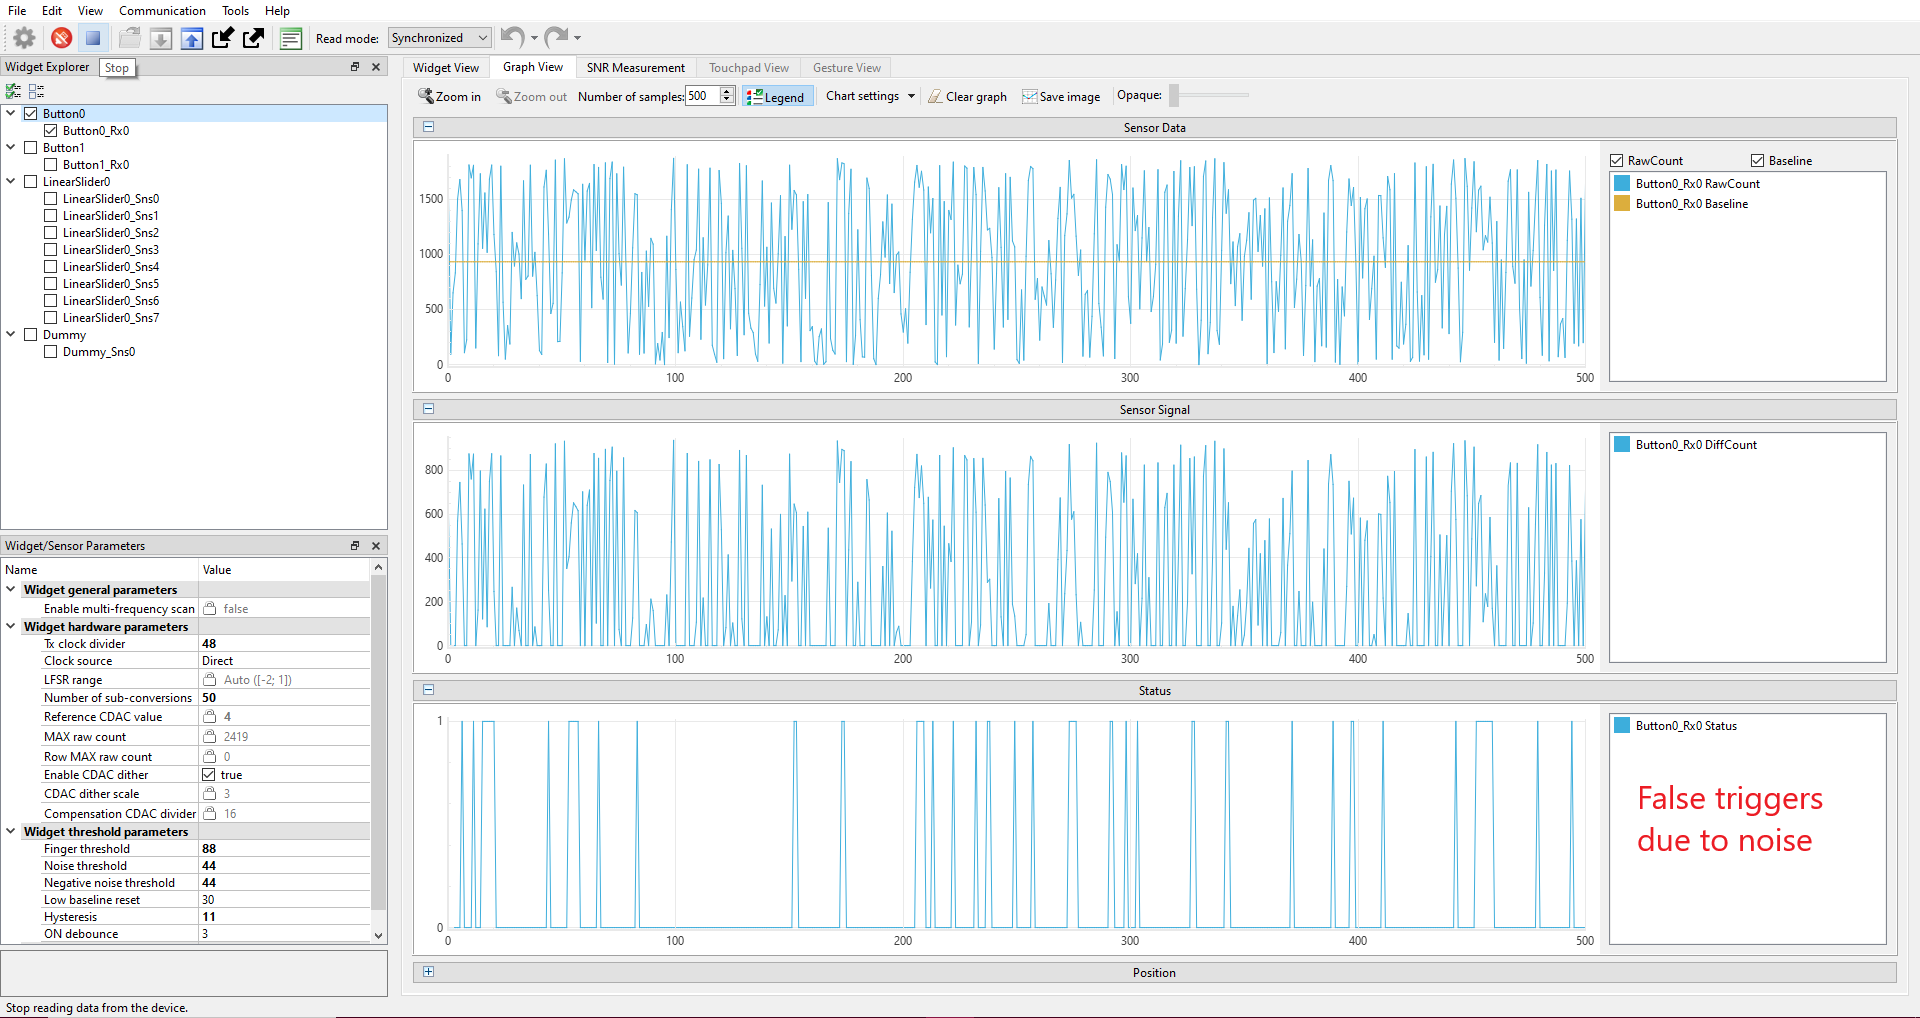 File Edit View Communication Tools Help
Read mode: Synchronized
Widget Explorer
Stop
Button0
Button0_Rx0
Button1
Button1_Rx0
LinearSlider0
LinearSlider0_Sns0
LinearSlider0_Sns1
LinearSlider0_Sns2
LinearSlider0_Sns3
LinearSlider0_Sns4
LinearSlider0_Sns5
LinearSlider0_Sns6
LinearSlider0_Sns7
Dummy
Dummy_Sns0
Widget/Sensor Parameters
Name Value
Widget general parameters
Enable multi-frequency scan false
Widget hardware parameters
Tx clock divider 48
Clock source Direct
LFSR range Auto ([-2; 1])
Number of sub-conversions 50
Reference CDAC value 4
MAX raw count 2419
Row MAX raw count 0
Enable CDAC dither true
CDAC dither scale 3
Compensation CDAC divider 16
Widget threshold parameters
Finger threshold 88
Noise threshold 44
Negative noise threshold 44
Low baseline reset 30
Hysteresis 11
ON debounce 3
Stop reading data from the device.
Widget View Graph View SNR Measurement Touchpad View Gesture View
Zoom in Zoom out Number of samples: 500 Legend Chart settings Clear graph Save image Opaque:
Sensor Data
1500
1000
500
0
0 100 200 300 400 500
RawCount Baseline
Button0_Rx0 RawCount
Button0_Rx0 Baseline
Sensor Signal
800
600
400
200
0
0 100 200 300 400 500
Button0_Rx0 DiffCount
Status
1
0
0 100 200 300 400 500
Button0_Rx0 Status
False triggers
due to noise
Position